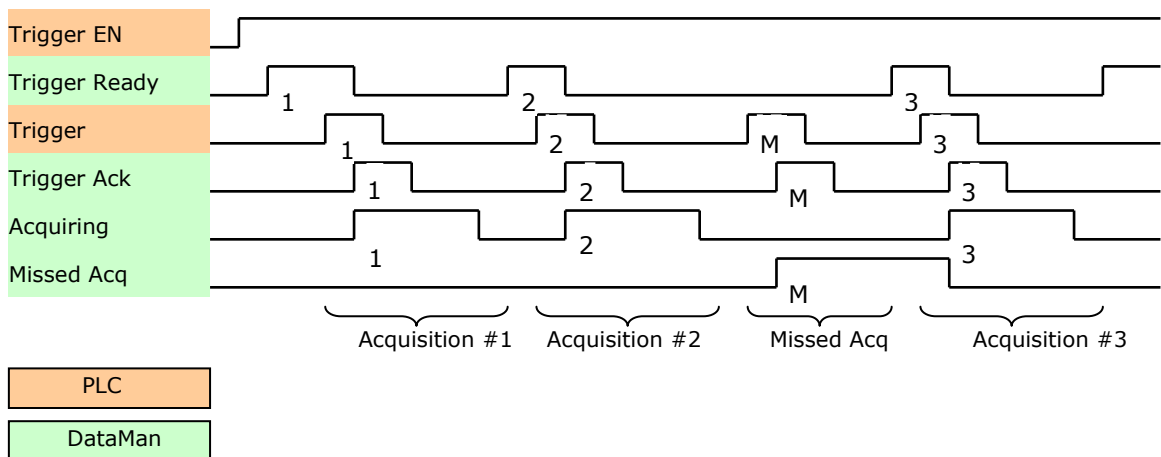 Trigger EN
Trigger Ready
1 2 3
Trigger
1 2 M 3
Trigger Ack
1 2 M 3
Acquiring
1 2 3
Missed Acq
M
Acquisition #1 Acquisition #2 Missed Acq Acquisition #3
PLC
DataMan